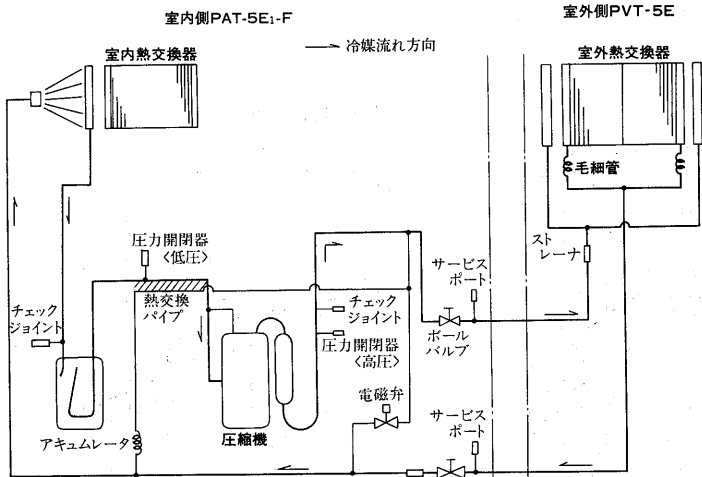 室内側PAT-5E₁-F
室外側PVT-5E
室内熱交換器
冷媒流れ方向
室外熱交換器
毛細管
圧力開閉器
〈低圧〉
スト
レーナ
サービス
ポート
チェック
ジョイント
熱交換
パイプ
チェック
ジョイント
圧力開閉器
〈高圧〉
ボール
バルブ
電磁弁
サービス
ポート
アキュムレータ
圧縮機